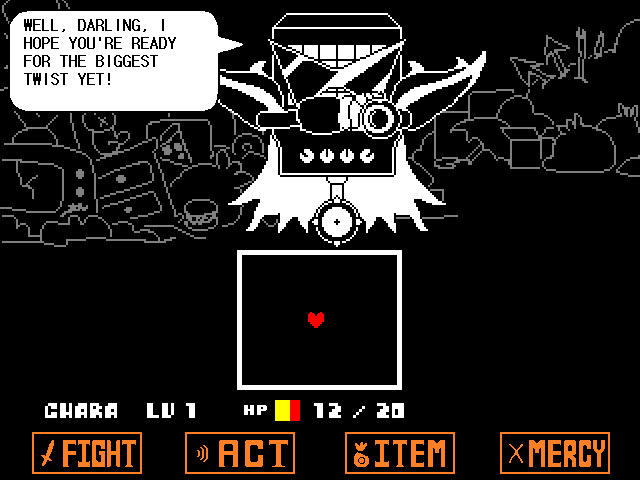 WELL, DARLING, I
HOPE YOU'RE READY
FOR THE BIGGEST
TWIST YET!
CHARA LV 1 HP 12 / 20
FIGHT ACT ITEM MERCY